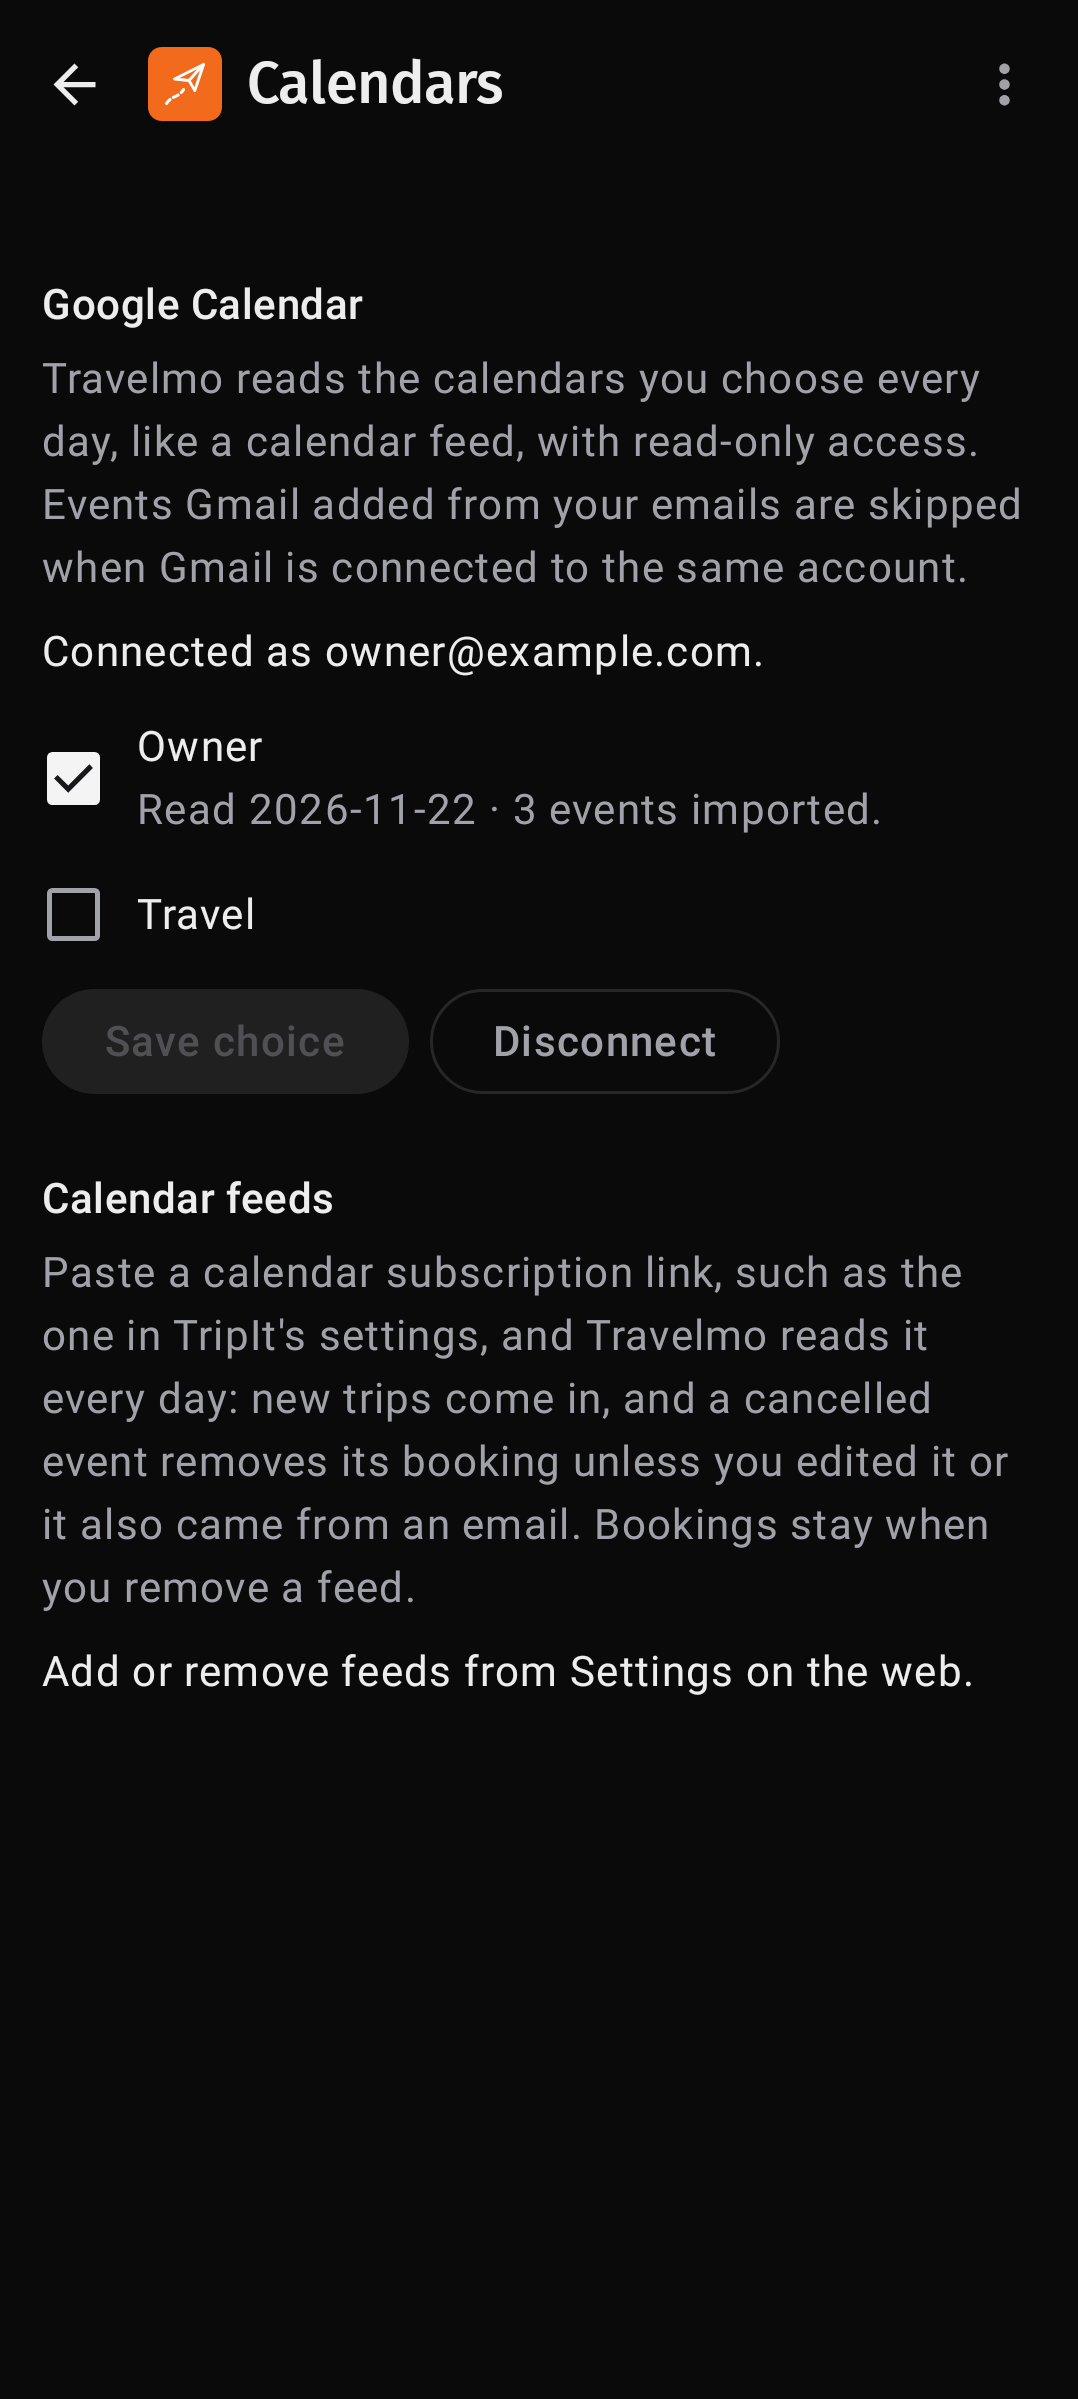 Calendars
Google Calendar
Travelmo reads the calendars you choose every
day, like a calendar feed, with read-only access.
Events Gmail added from your emails are skipped
when Gmail is connected to the same account.
Connected as owner@example.com.
Owner
Read 2026-11-22 · 3 events imported.
Travel
Save choice
Disconnect
Calendar feeds
Paste a calendar subscription link, such as the
one in TripIt's settings, and Travelmo reads it
every day: new trips come in, and a cancelled
event removes its booking unless you edited it or
it also came from an email. Bookings stay when
you remove a feed.
Add or remove feeds from Settings on the web.